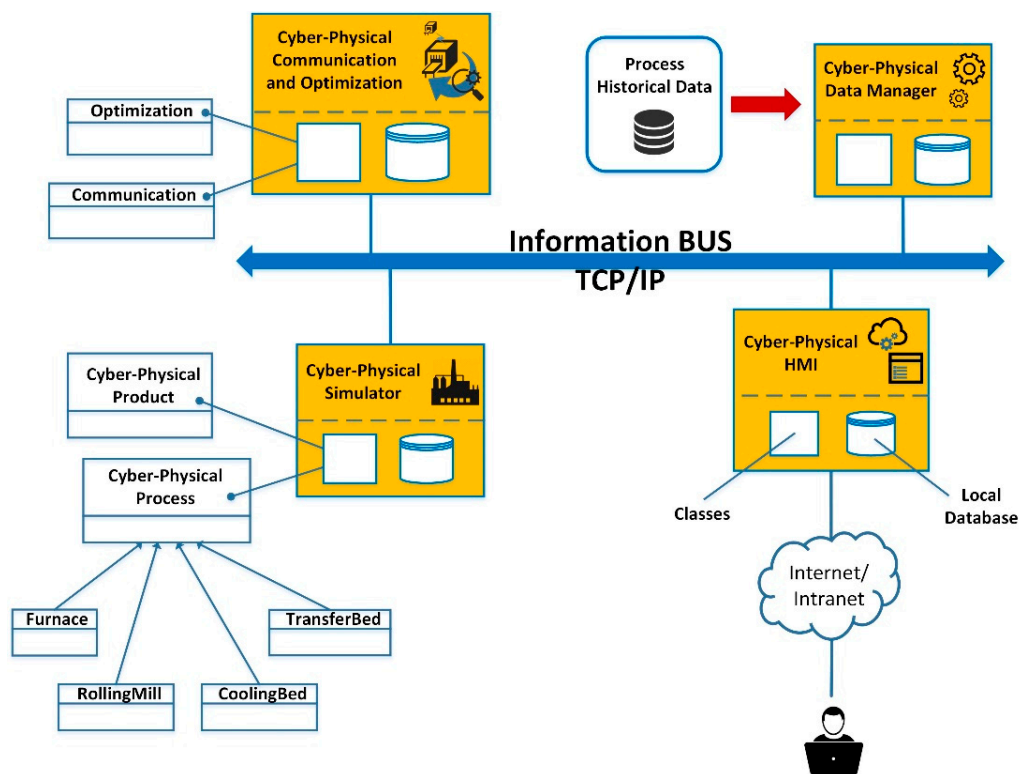 Cyber-Physical
Communication
and Optimization
Process
Historical Data
Cyber-Physical
Data Manager
Optimization
Communication
Information BUS
TCP/IP
Cyber-Physical
Product
Cyber-Physical
Simulator
Cyber-Physical
HMI
Cyber-Physical
Process
Classes
Local
Database
Internet/
Intranet
Furnace
TransferBed
RollingMill
CoolingBed